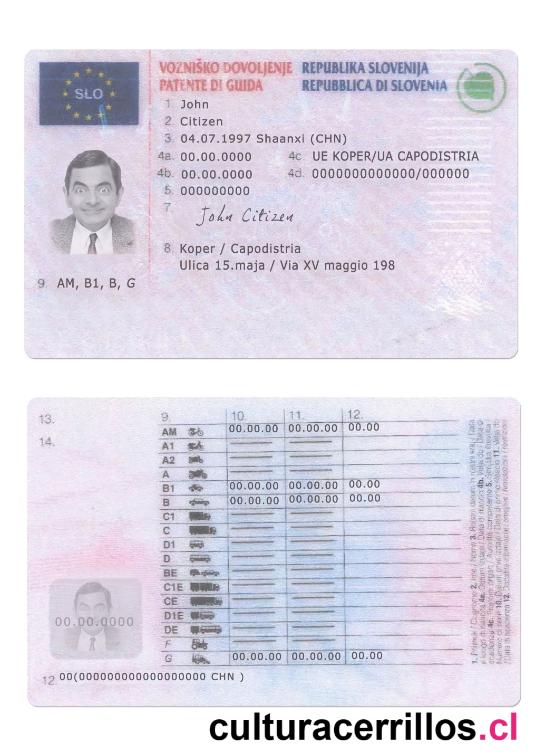 VOZNIŠKO DOVOLJENJE REPUBLIKA SLOVENIJA
PATENTE DI GUIDA REPUBBLICA DI SLOVENIA
SLO
1. John
2. Citizen
3. 04.07.1997 Shaanxi (CHN)
4a. 00.00.0000 4c. UE KOPER/UA CAPODISTRIA
4b. 00.00.0000 4d. 0000000000000/000000
5. 000000000
7. John Citizen
8. Koper / Capodistria
Ulica 15.maja / Via XV maggio 198
9. AM, B1, B, G
13.
14.
9. 10. 11. 12.
AM 00.00.00 00.00.00 00.00
A1
A2
A
B1 00.00.00 00.00.00 00.00
B 00.00.00 00.00.00 00.00
C1
C
D1
D
BE
C1E
CE
D1E
DE
F
G 00.00.00 00.00.00 00.00
00.00.0000
12. 00(000000000000000000 CHN )
culturacerrillos.cl